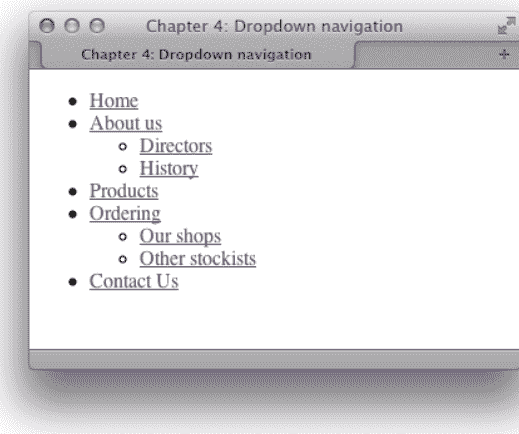 Chapter 4: Dropdown navigation
Chapter 4: Dropdown navigation
Home
About us
Directors
History
Products
Ordering
Our shops
Other stockists
Contact Us